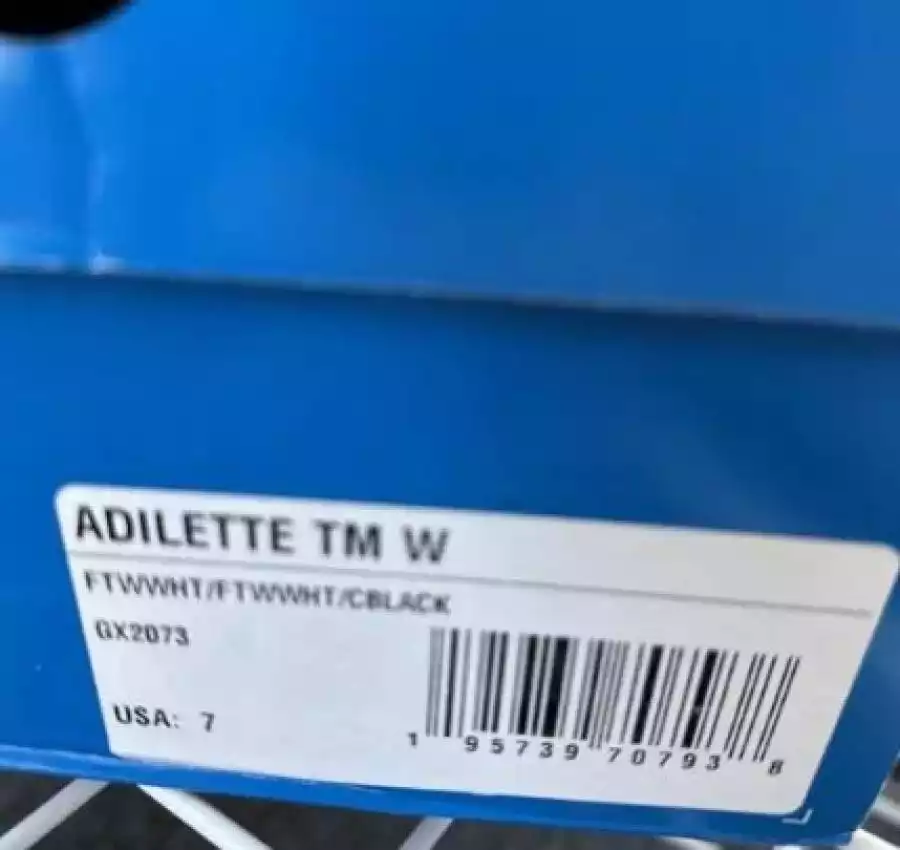 ADILETTE TM W
FTWWHT/FTWWHT/CBLACK
GX2073
USA: 7
1 95739 70793 8